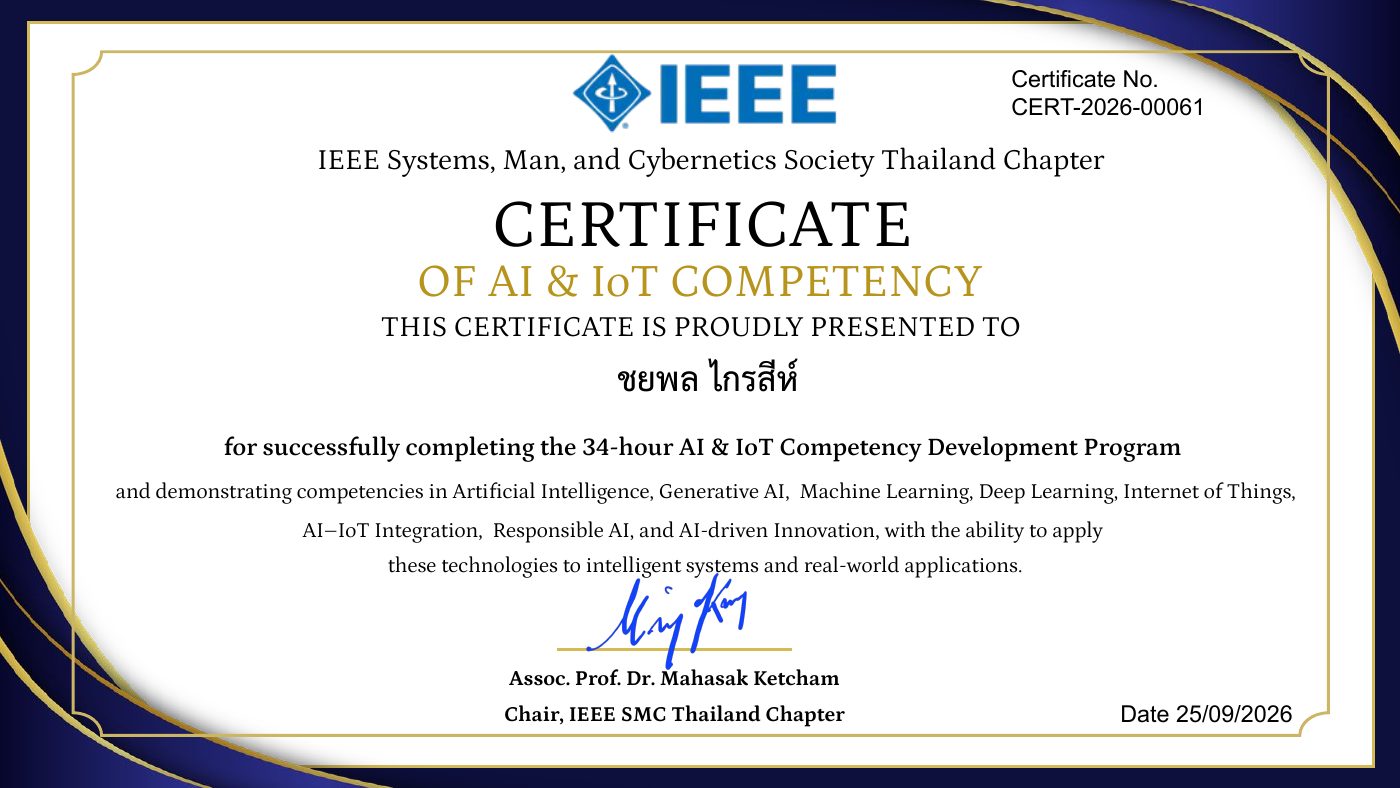 IEEE
Certificate No.
CERT-2026-00061
IEEE Systems, Man, and Cybernetics Society Thailand Chapter
CERTIFICATE
OF AI & IoT COMPETENCY
THIS CERTIFICATE IS PROUDLY PRESENTED TO
ชยพล ไกรสีห์
for successfully completing the 34-hour AI & IoT Competency Development Program
and demonstrating competencies in Artificial Intelligence, Generative AI, Machine Learning, Deep Learning, Internet of Things,
AI–IoT Integration, Responsible AI, and AI-driven Innovation, with the ability to apply
these technologies to intelligent systems and real-world applications.
Assoc. Prof. Dr. Mahasak Ketcham
Chair, IEEE SMC Thailand Chapter
Date 25/09/2026